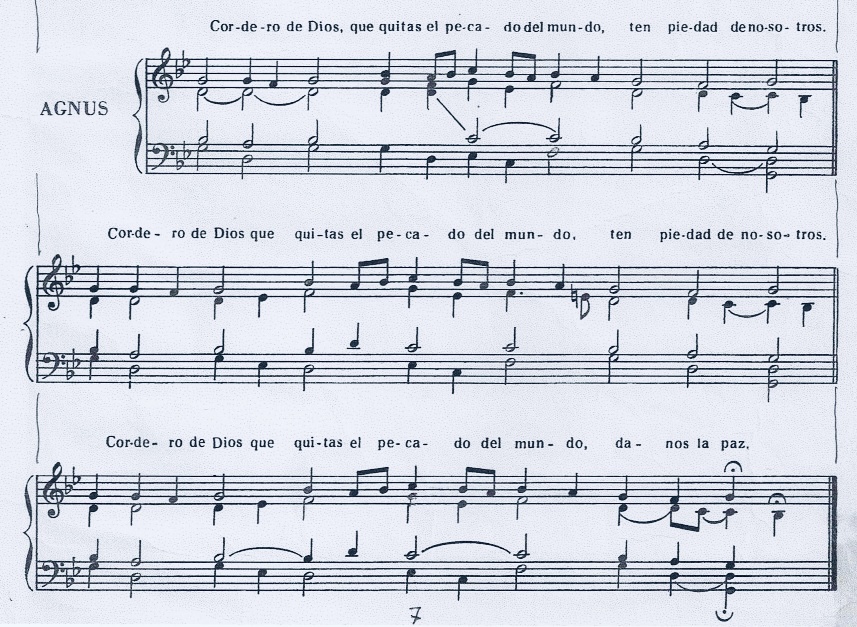 Cor-de-ro de Dios, que quitas el pe-ca- do del mun-do, ten pie-dad de no-so- tros.
AGNUS
Cor-de- ro de Dios que qui-tas el pe-ca- do del mun- do, ten pie-dad de no-so- tros.
Cor-de- ro de Dios que qui-tas el pe-ca- do del mun- do, da- nos la paz.
7